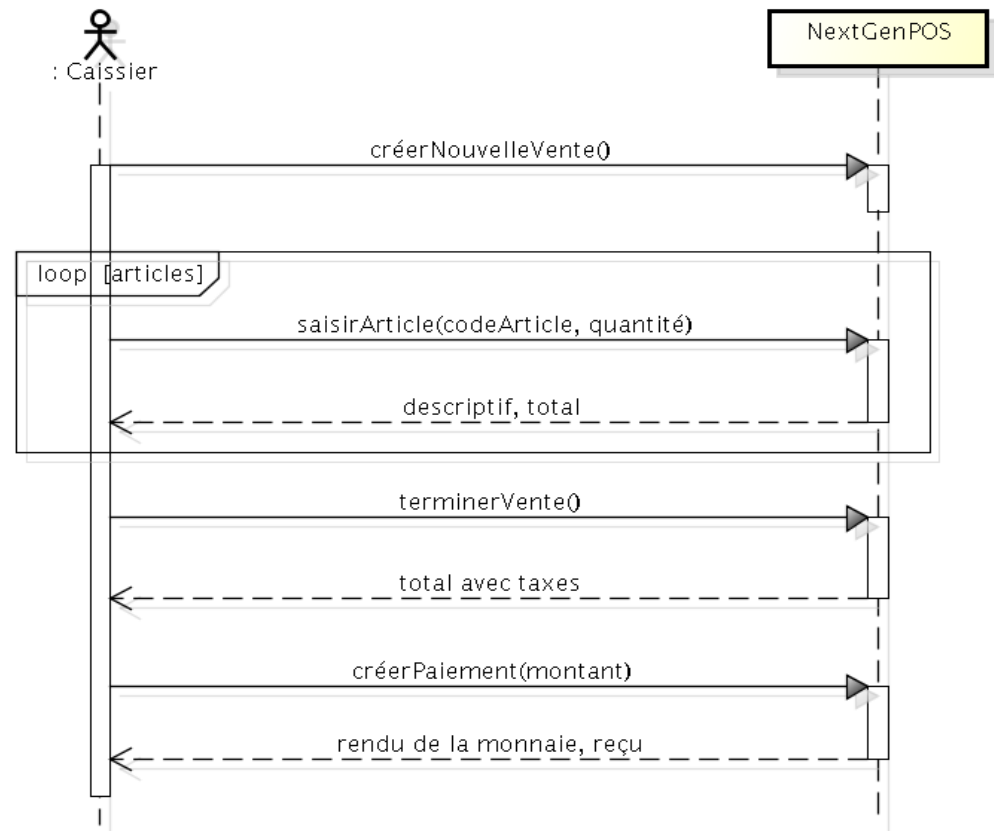 : Caissier
NextGenPOS
créerNouvelleVente()
loop [articles]
saisirArticle(codeArticle, quantité)
descriptif, total
terminerVente()
total avec taxes
créerPaiement(montant)
rendu de la monnaie, reçu